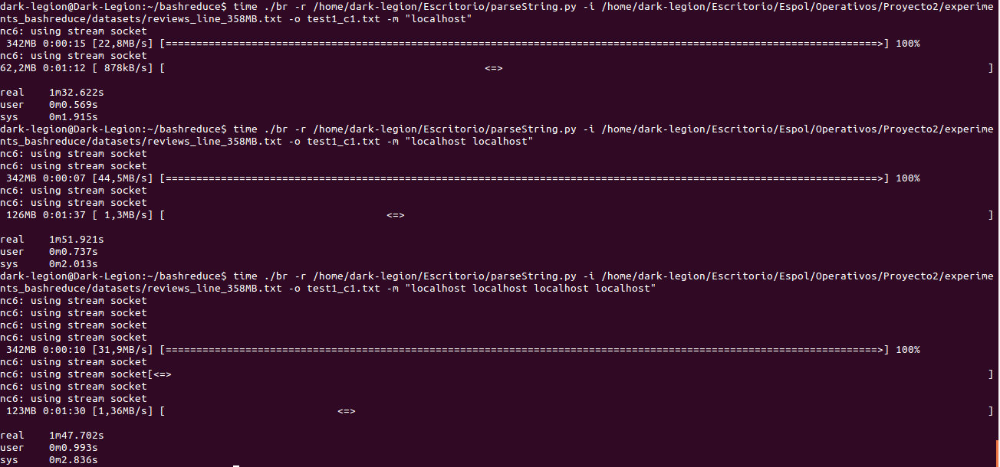 dark-legion@Dark-Legion:~/bashreduce$ time ./br -r /home/dark-legion/Escritorio/parseString.py -i /home/dark-legion/Escritorio/Espol/Operativos/Proyecto2/experime
nts_bashreduce/datasets/reviews_line_358MB.txt -o test1_c1.txt -m "localhost"
nc6: using stream socket
 342MB 0:00:15 [22,8MB/s] [=====================================================================================================================>] 100%
nc6: using stream socket
62,2MB 0:01:12 [ 878kB/s] [                                                    <=>                                                                                ]

real    1m32.622s
user    0m0.569s
sys     0m1.915s
dark-legion@Dark-Legion:~/bashreduce$ time ./br -r /home/dark-legion/Escritorio/parseString.py -i /home/dark-legion/Escritorio/Espol/Operativos/Proyecto2/experime
nts_bashreduce/datasets/reviews_line_358MB.txt -o test1_c1.txt -m "localhost localhost"
nc6: using stream socket
nc6: using stream socket
 342MB 0:00:07 [44,5MB/s] [=====================================================================================================================>] 100%
nc6: using stream socket
nc6: using stream socket
 126MB 0:01:37 [ 1,3MB/s] [                                    <=>                                                                                                ]

real    1m51.921s
user    0m0.737s
sys     0m2.013s
dark-legion@Dark-Legion:~/bashreduce$ time ./br -r /home/dark-legion/Escritorio/parseString.py -i /home/dark-legion/Escritorio/Espol/Operativos/Proyecto2/experime
nts_bashreduce/datasets/reviews_line_358MB.txt -o test1_c1.txt -m "localhost localhost localhost localhost"
nc6: using stream socket
nc6: using stream socket
nc6: using stream socket
nc6: using stream socket
 342MB 0:00:10 [31,9MB/s] [=====================================================================================================================>] 100%
nc6: using stream socket
nc6: using stream socket[<=>                                                                                                                                      ]
nc6: using stream socket
nc6: using stream socket
 123MB 0:01:30 [1,36MB/s] [                            <=>                                                                                                        ]

real    1m47.702s
user    0m0.993s
sys     0m2.836s